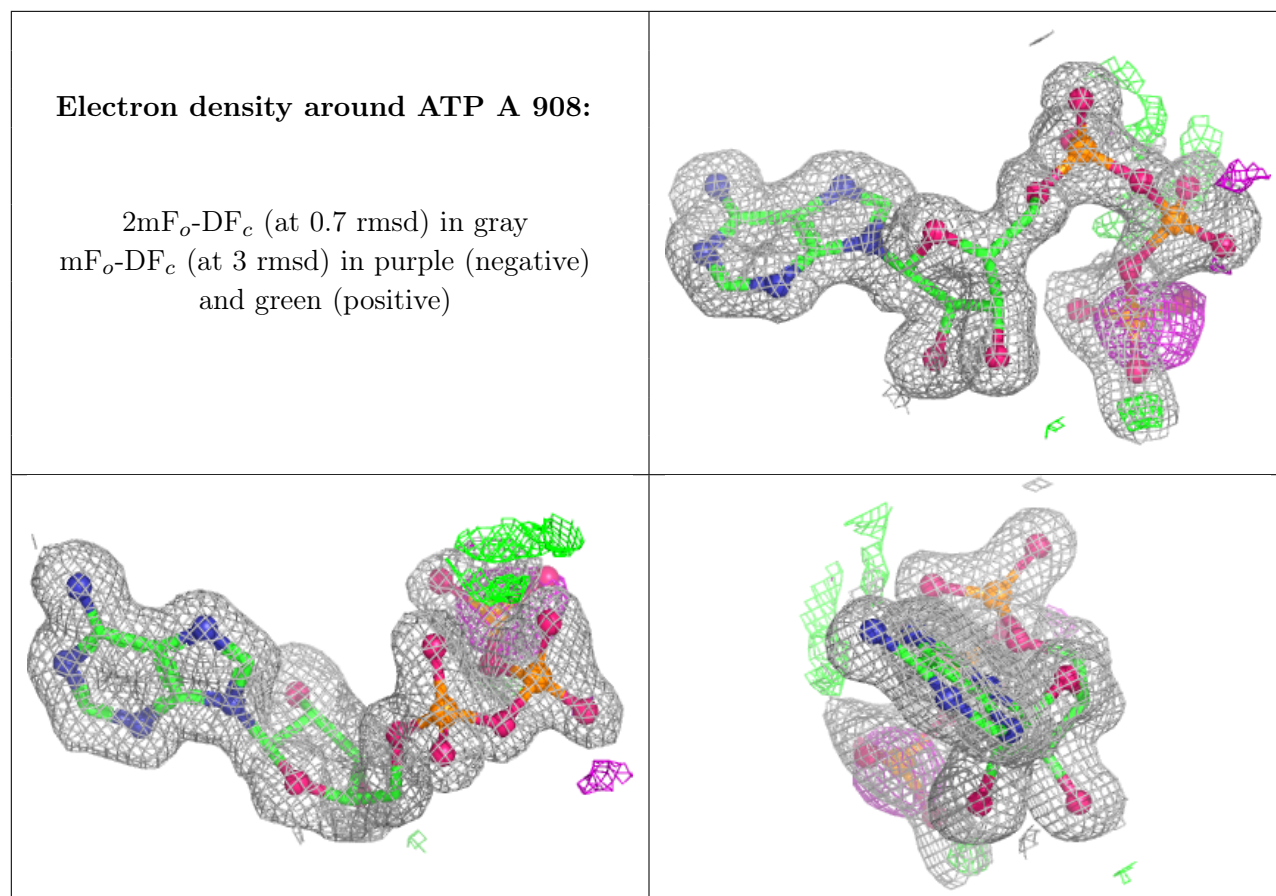 Electron density around ATP A 908:
2mFₒ-DF𝒸 (at 0.7 rmsd) in gray
mFₒ-DF𝒸 (at 3 rmsd) in purple (negative)
and green (positive)